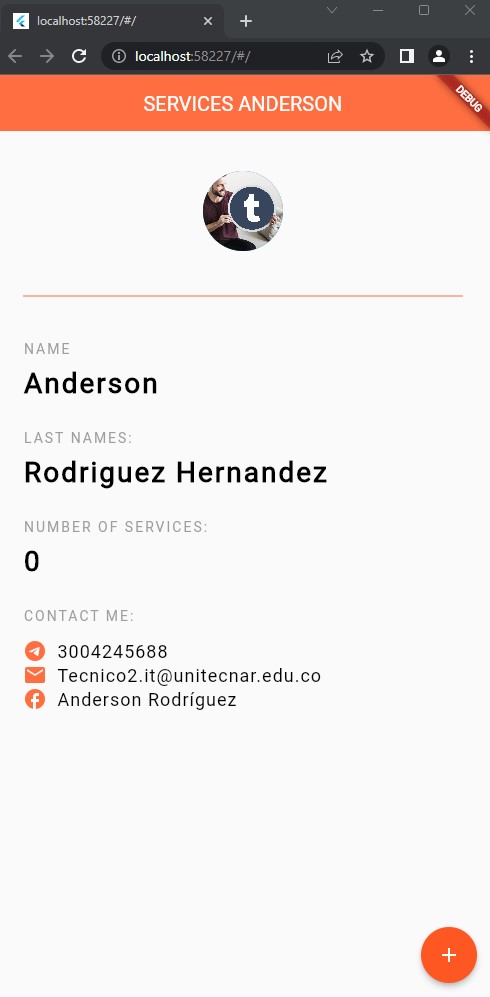 localhost:58227/#/
localhost:58227/#/
SERVICES ANDERSON
DEBUG
t
NAME
Anderson
LAST NAMES:
Rodriguez Hernandez
NUMBER OF SERVICES:
0
CONTACT ME:
3004245688
Tecnico2.it@unitecnar.edu.co
Anderson Rodríguez